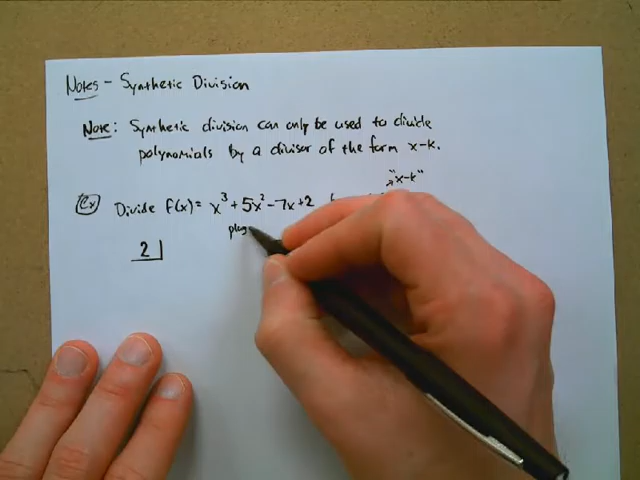 Notes - Synthetic Division
Note: Synthetic division can only be used to divide
polynomials by a divisor of the form x-k.
"x-k"
Ex Divide f(x) = x³ + 5x² - 7x + 2
plug
2